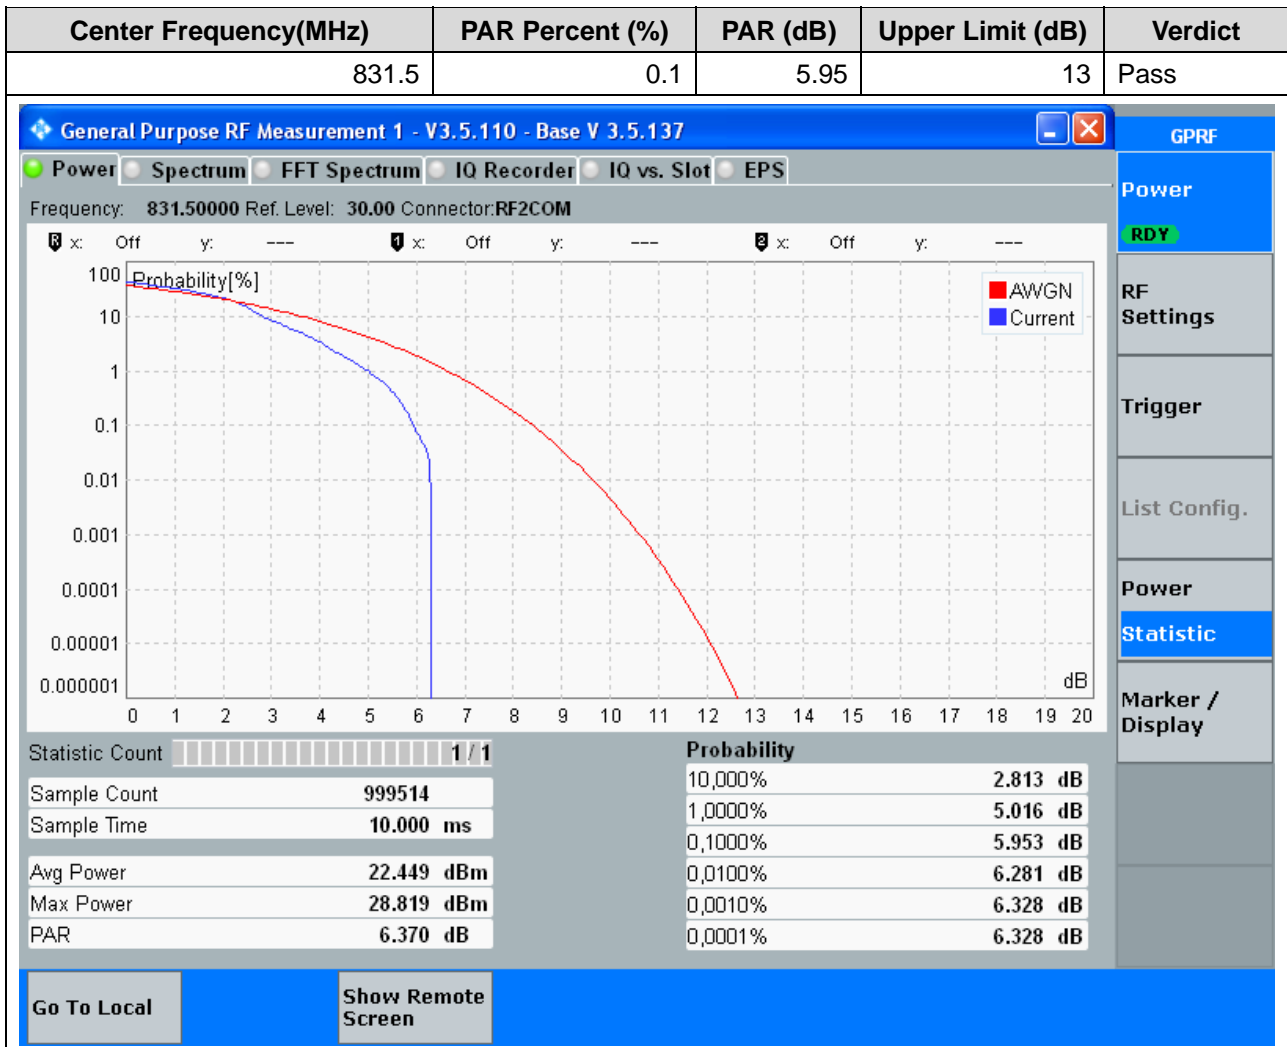 Center Frequency(MHz) PAR Percent (%) PAR (dB) Upper Limit (dB) Verdict
831.5 0.1 5.95 13 Pass
General Purpose RF Measurement 1 - V3.5.110 - Base V 3.5.137
GPRF
Power Spectrum FFT Spectrum IQ Recorder IQ vs. Slot EPS
Power
RDY
Frequency: 831.50000 Ref. Level: 30.00 Connector:RF2COM
R x: Off y: --- 1 x: Off y: --- 2 x: Off y: ---
Probability[%]
AWGN
Current
100
10
1
0.1
0.01
0.001
0.0001
0.00001
0.000001
dB
0 1 2 3 4 5 6 7 8 9 10 11 12 13 14 15 16 17 18 19 20
RF
Settings
Trigger
List Config.
Power
Statistic
Marker /
Display
Statistic Count 1 / 1
Sample Count 999514
Sample Time 10.000 ms
Avg Power 22.449 dBm
Max Power 28.819 dBm
PAR 6.370 dB
Probability
10,000% 2.813 dB
1,0000% 5.016 dB
0,1000% 5.953 dB
0,0100% 6.281 dB
0,0010% 6.328 dB
0,0001% 6.328 dB
Go To Local
Show Remote
Screen